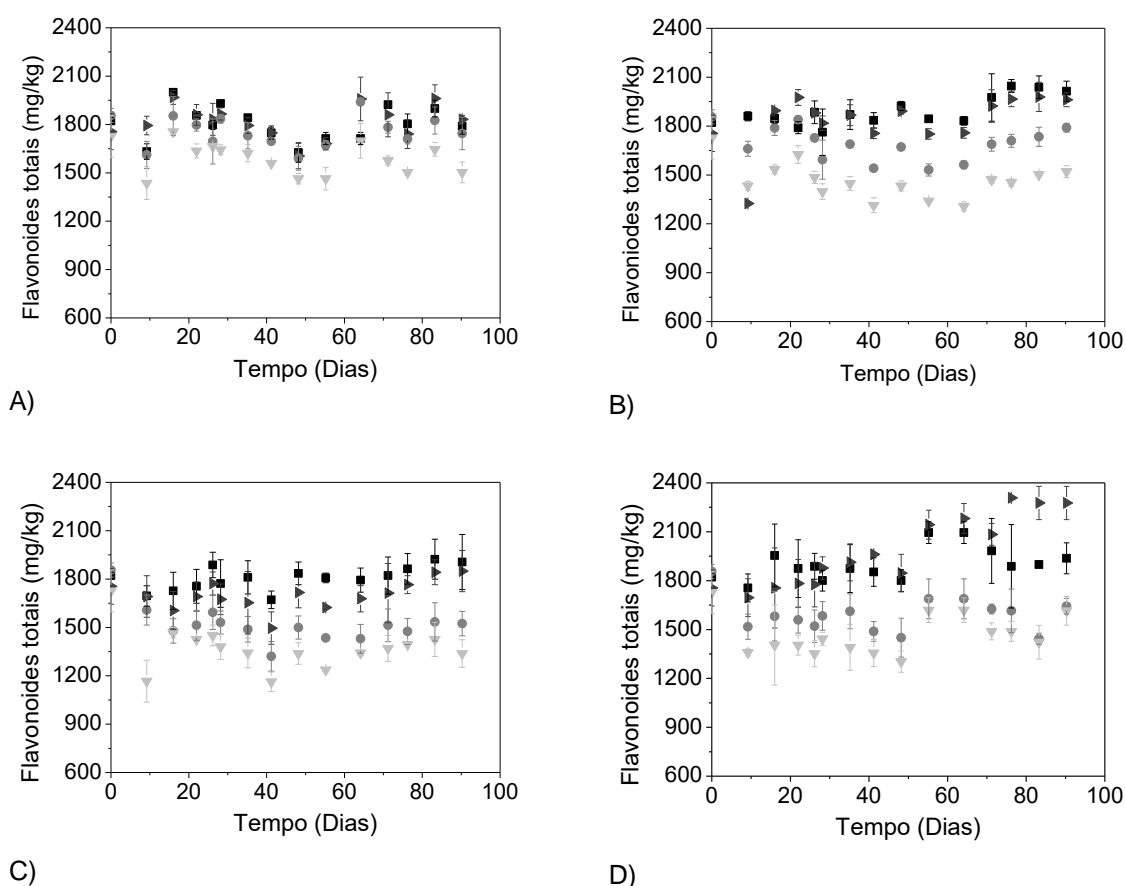 2400
2100
1800
1500
1200
900
600
0 20 40 60 80 100
Flavonoides totais (mg/kg)
Tempo (Dias)
A)
2400
2100
1800
1500
1200
900
600
0 20 40 60 80 100
Flavoniodes totais (mg/kg)
Tempo (Dias)
B)
2400
2100
1800
1500
1200
900
600
0 20 40 60 80 100
Flavonoides totais (mg/kg)
Tempo (Dias)
C)
2400
2100
1800
1500
1200
900
600
0 20 40 60 80 100
Flavonoides totais (mg/kg)
Tempo (Dias)
D)